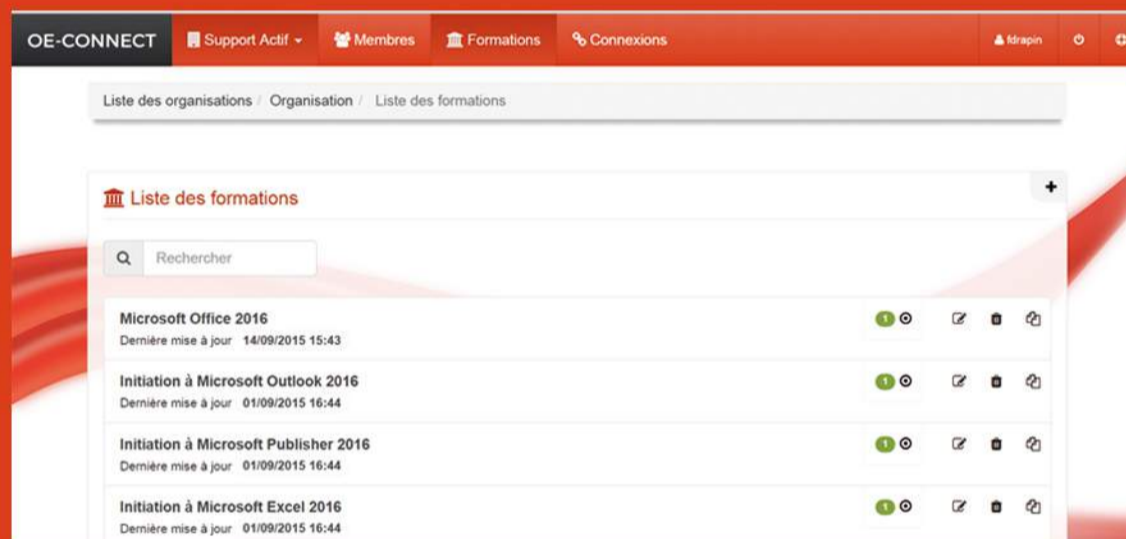 OE-CONNECT Support Actif Membres Formations Connexions fdrapin
Liste des organisations / Organisation / Liste des formations
Liste des formations
Rechercher
Microsoft Office 2016 1
Dernière mise à jour 14/09/2015 15:43
Initiation à Microsoft Outlook 2016 1
Dernière mise à jour 01/09/2015 16:44
Initiation à Microsoft Publisher 2016 1
Dernière mise à jour 01/09/2015 16:44
Initiation à Microsoft Excel 2016 1
Dernière mise à jour 01/09/2015 16:44